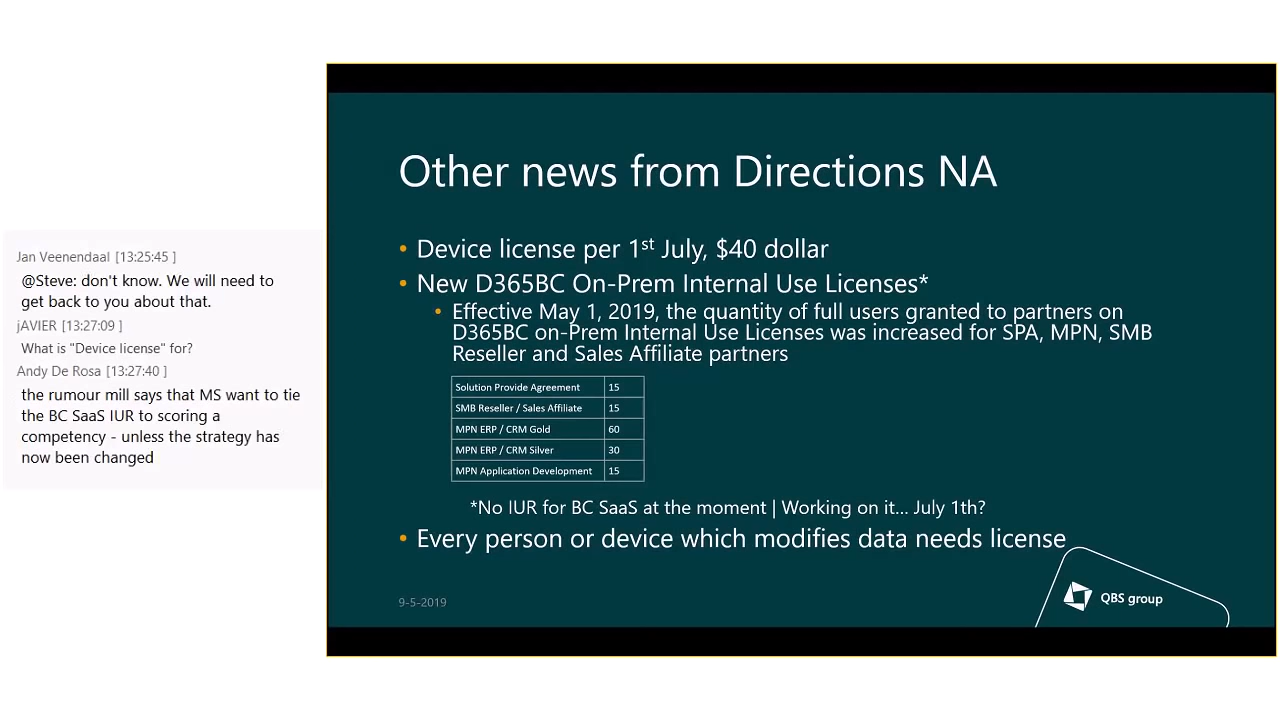 Jan Veenendaal [13:25:45 ]
@Steve: don't know. We will need to
get back to you about that.
jAVIER [13:27:09 ]
What is "Device license" for?
Andy De Rosa [13:27:40 ]
the rumour mill says that MS want to tie
the BC SaaS IUR to scoring a
competency - unless the strategy has
now been changed
Other news from Directions NA
• Device license per 1st July, $40 dollar
• New D365BC On-Prem Internal Use Licenses*
• Effective May 1, 2019, the quantity of full users granted to partners on
D365BC on-Prem Internal Use Licenses was increased for SPA, MPN, SMB
Reseller and Sales Affiliate partners
Solution Provide Agreement 15
SMB Reseller / Sales Affiliate 15
MPN ERP / CRM Gold 60
MPN ERP / CRM Silver 30
MPN Application Development 15
*No IUR for BC SaaS at the moment | Working on it… July 1th?
• Every person or device which modifies data needs license
9-5-2019
QBS group